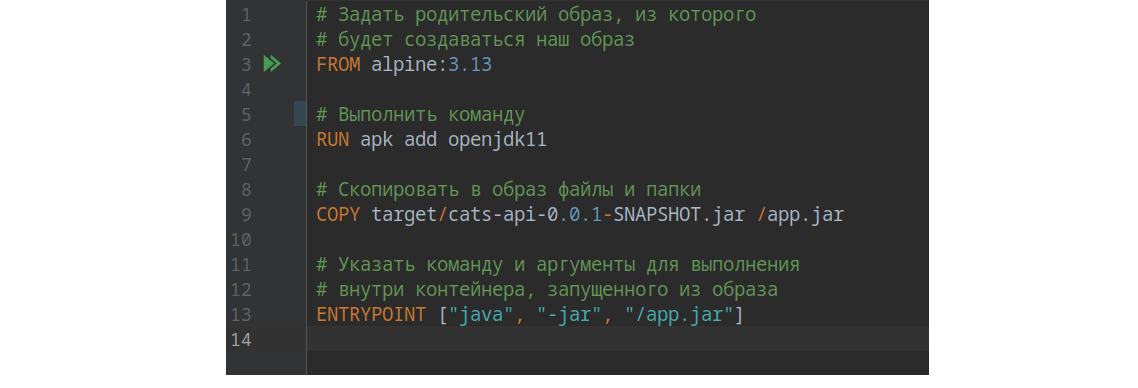 1 # Задать родительский образ, из которого
2 # будет создаваться наш образ
3 FROM alpine:3.13
4
5 # Выполнить команду
6 RUN apk add openjdk11
7
8 # Скопировать в образ файлы и папки
9 COPY target/cats-api-0.0.1-SNAPSHOT.jar /app.jar
10
11 # Указать команду и аргументы для выполнения
12 # внутри контейнера, запущенного из образа
13 ENTRYPOINT ["java", "-jar", "/app.jar"]
14